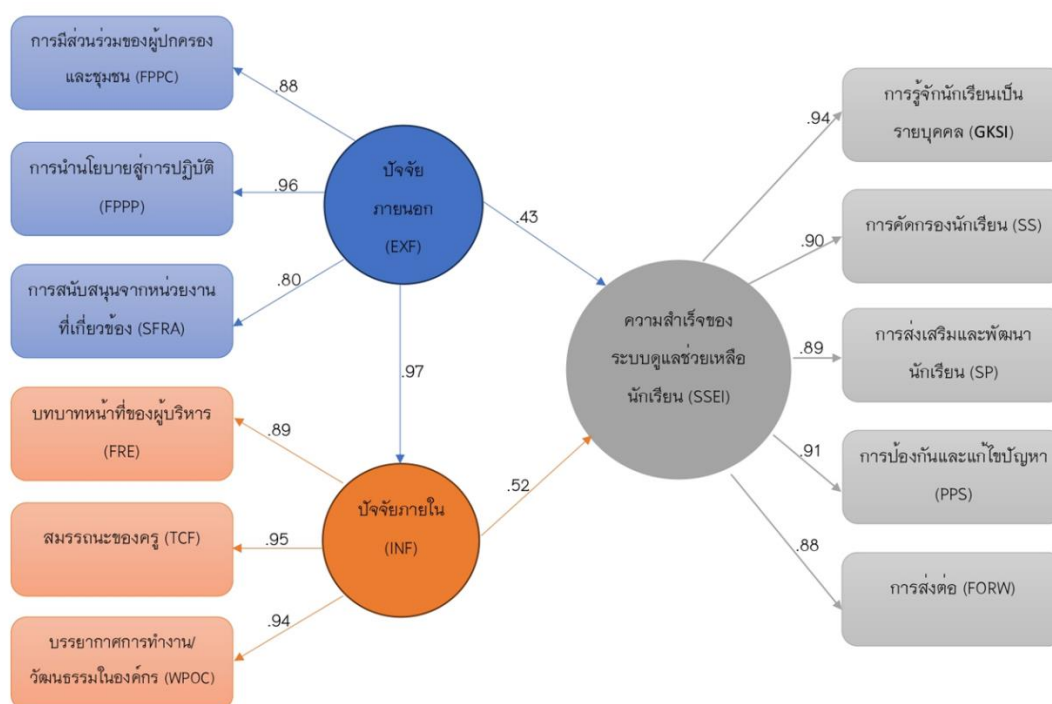 การมีส่วนร่วมของผู้ปกครอง
และชุมชน (FPPC)
.88
การนำนโยบายสู่การปฏิบัติ
(FPPP)
.96
การสนับสนุนจากหน่วยงาน
ที่เกี่ยวข้อง (SFRA)
.80
ปัจจัย
ภายนอก
(EXF)
.43
.97
บทบาทหน้าที่ของผู้บริหาร
(FRE)
.89
สมรรถนะของครู (TCF)
.95
บรรยากาศการทำงาน/
วัฒนธรรมในองค์กร (WPOC)
.94
ปัจจัยภายใน
(INF)
.52
ความสำเร็จของ
ระบบดูแลช่วยเหลือ
นักเรียน (SSEI)
.94
การรู้จักนักเรียนเป็น
รายบุคคล (GKSI)
.90
การคัดกรองนักเรียน (SS)
.89
การส่งเสริมและพัฒนา
นักเรียน (SP)
.91
การป้องกันและแก้ไขปัญหา
(PPS)
.88
การส่งต่อ (FORW)